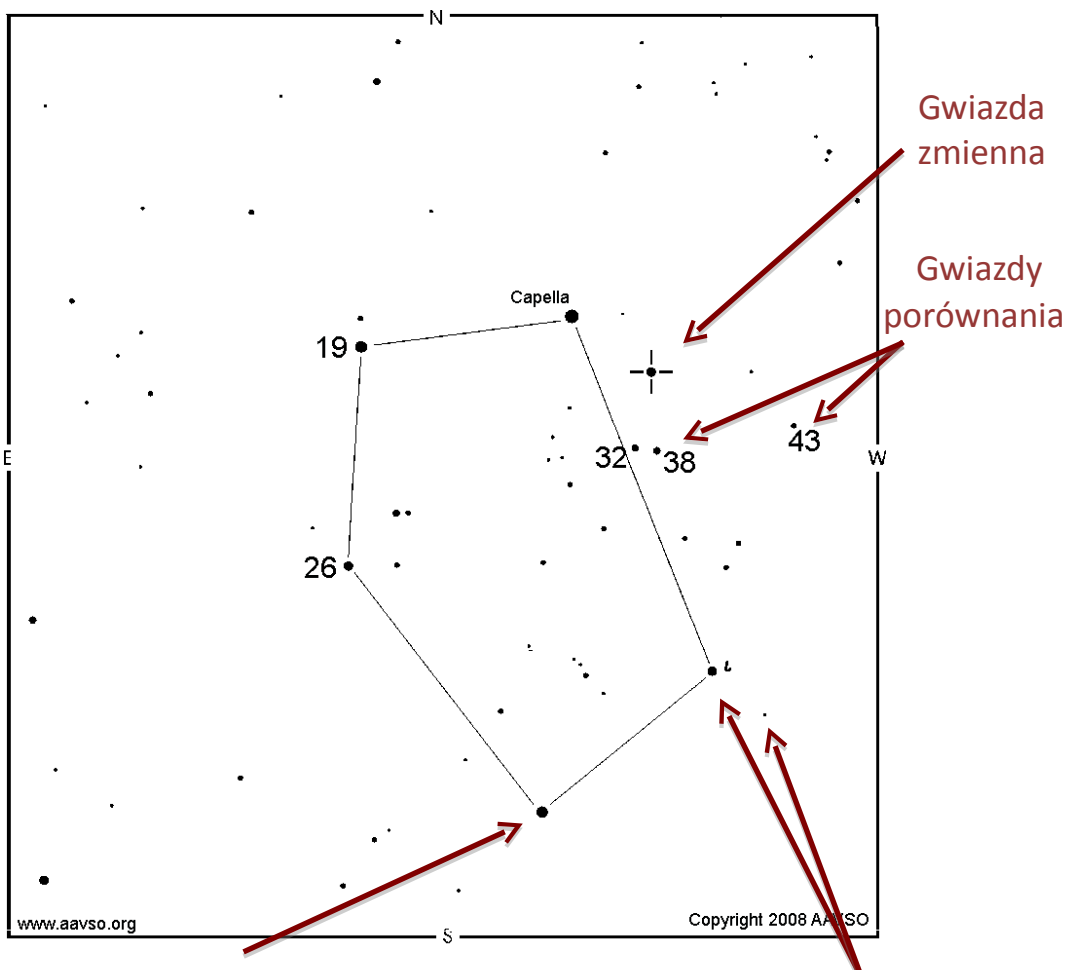 N
Gwiazda
zmienna
Gwiazdy
porównania
Capella
19
32
38
43
E
W
26
ι
www.aavso.org
Copyright 2008 AAVSO
S